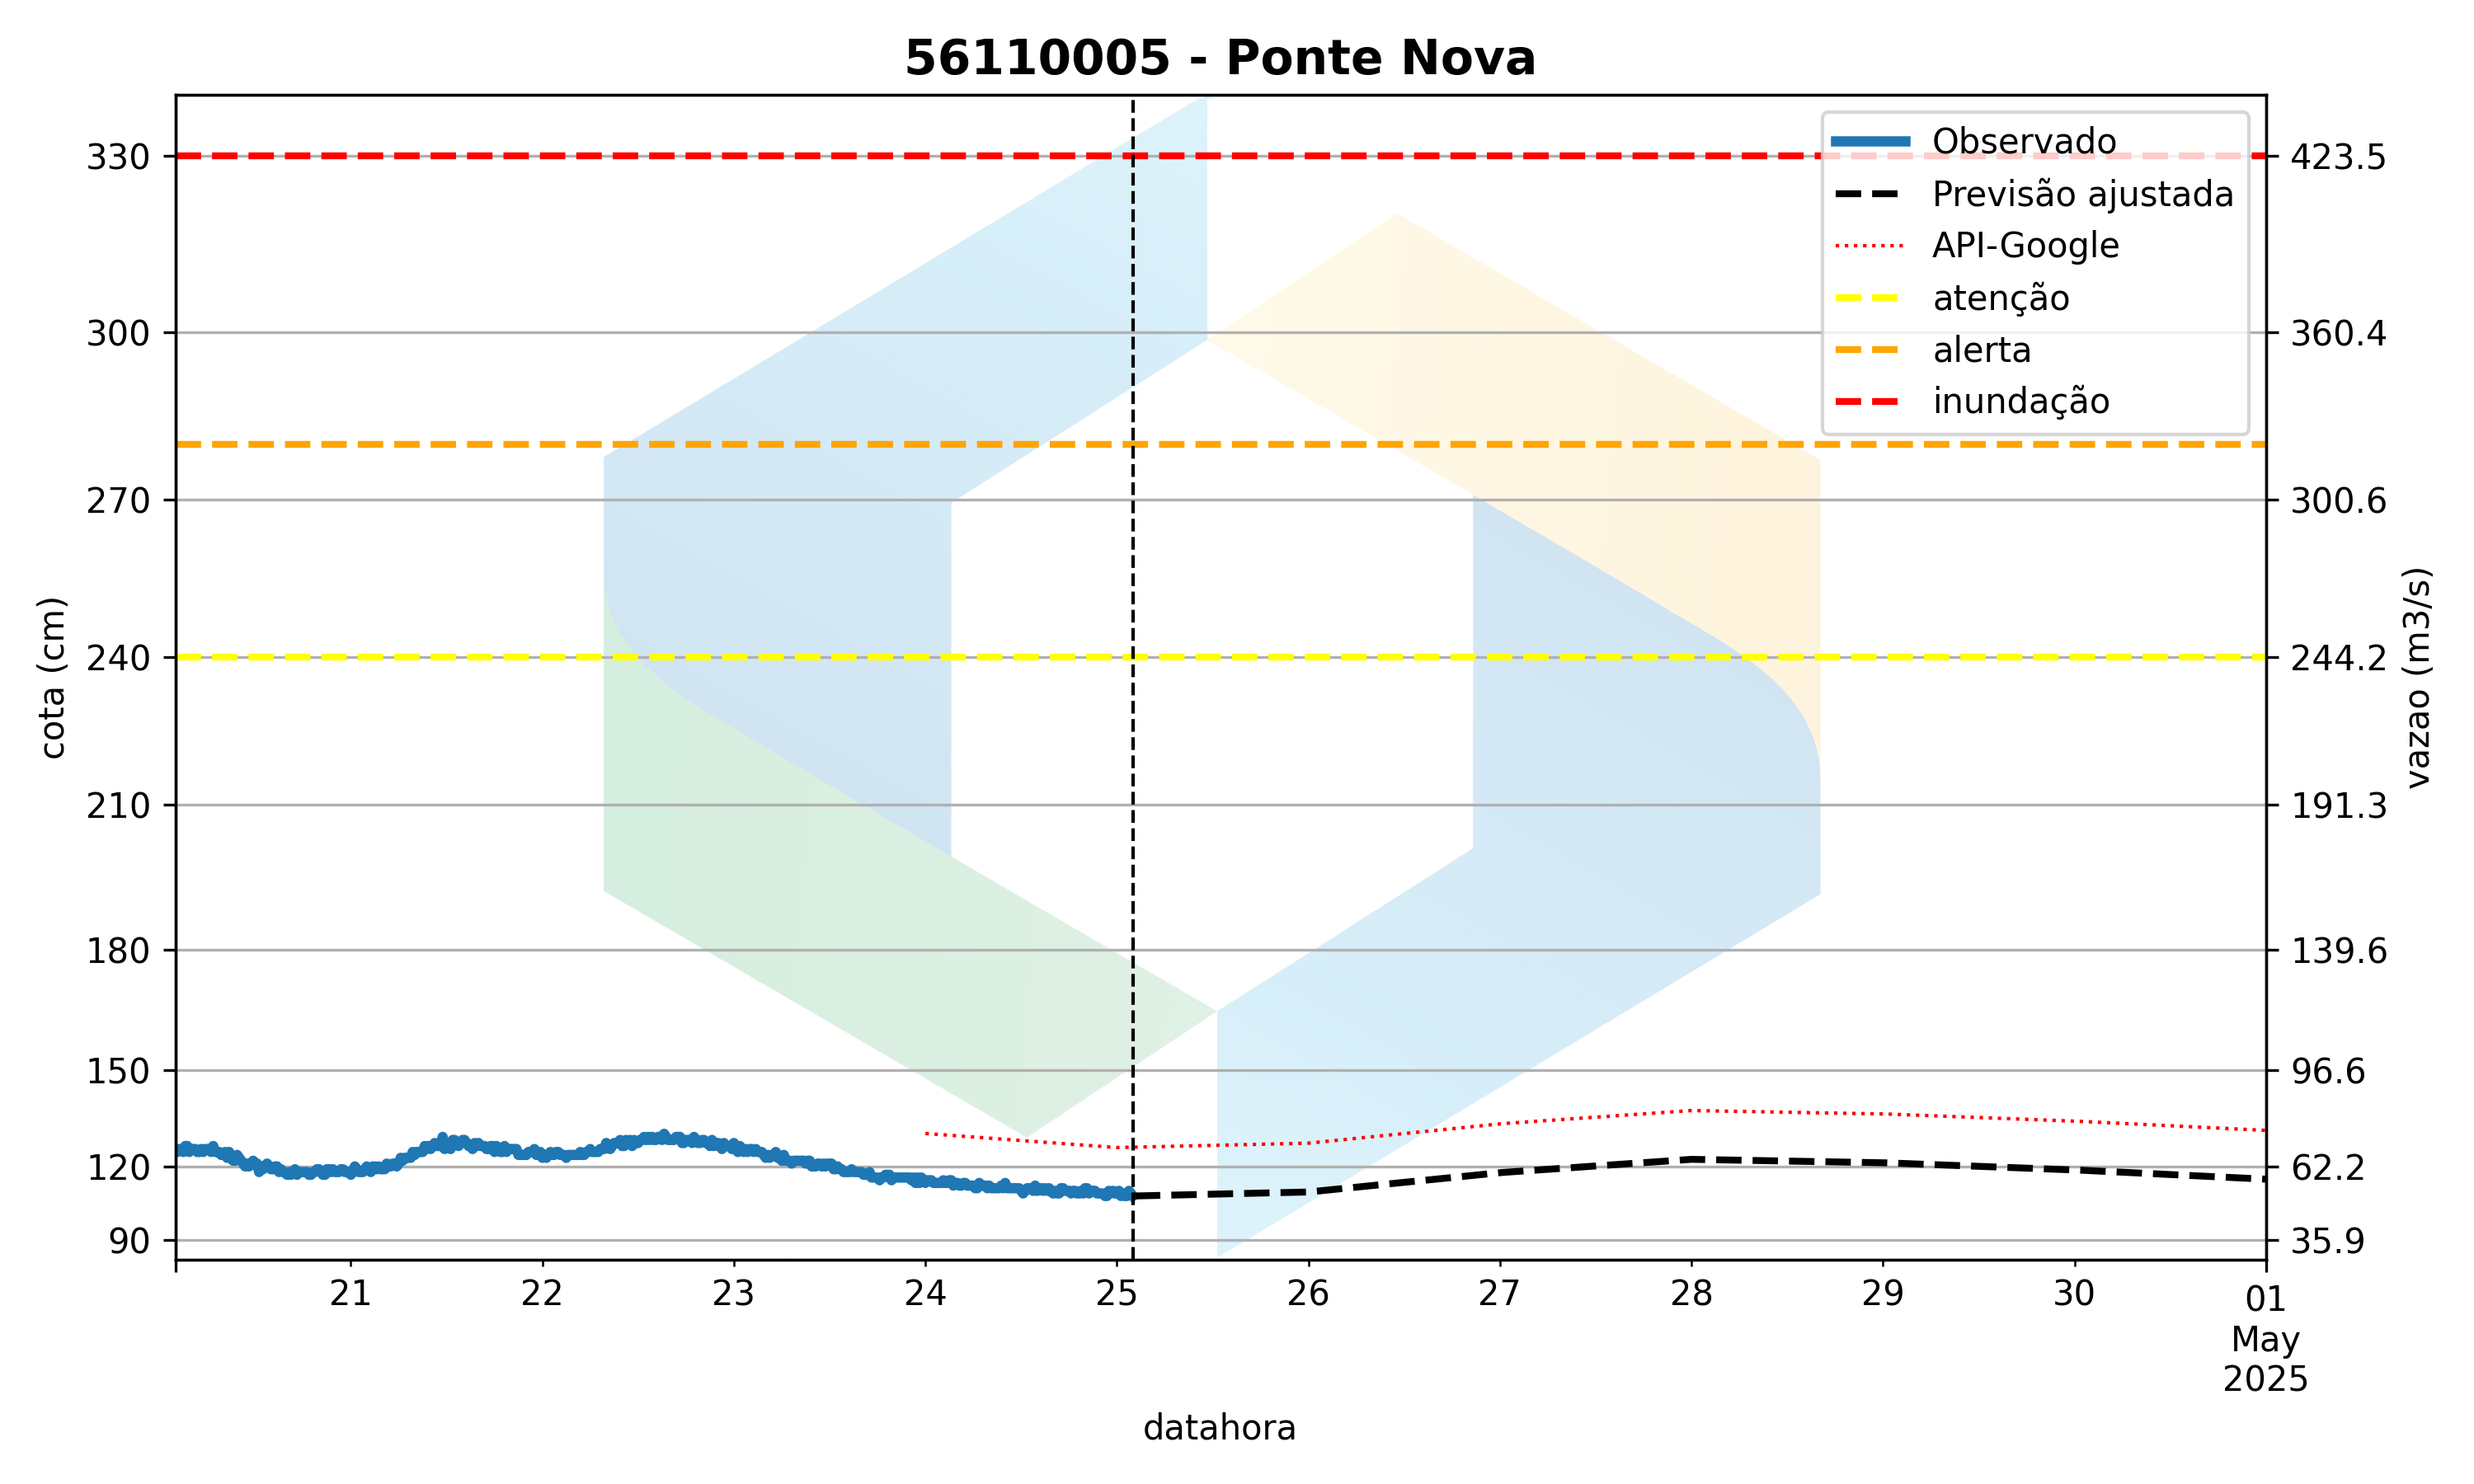 56110005 - Ponte Nova
Observado
Previsão ajustada
API-Google
atenção
alerta
inundação
330
300
270
240
210
180
150
120
90
cota (cm)
423.5
360.4
300.6
244.2
191.3
139.6
96.6
62.2
35.9
vazao (m3/s)
21 22 23 24 25 26 27 28 29 30 01
May
2025
datahora